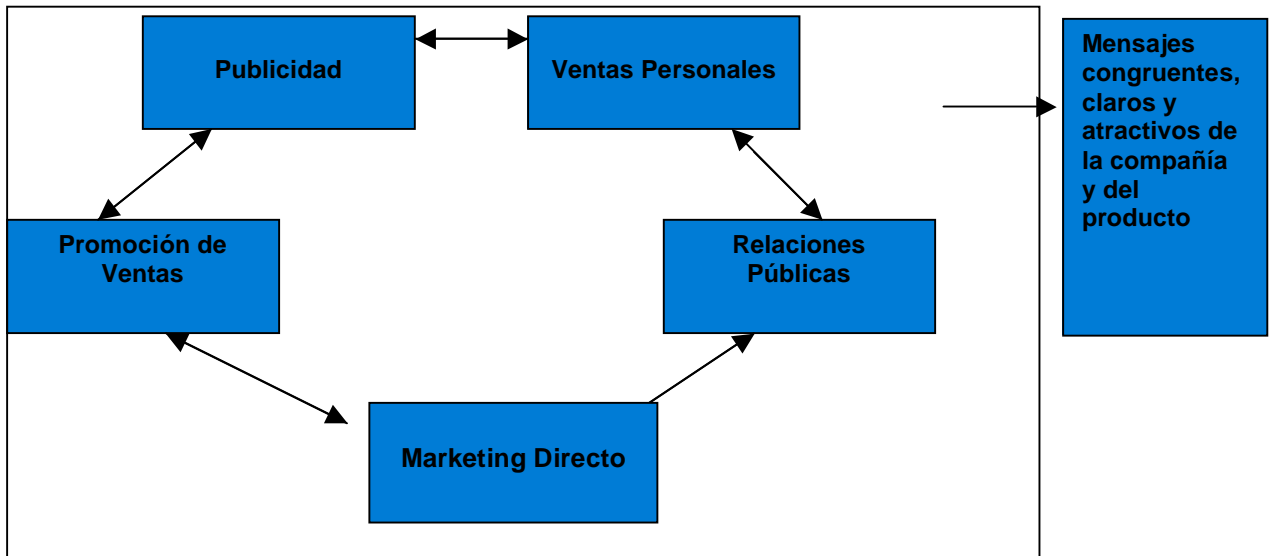 Publicidad
Ventas Personales
Mensajes
congruentes,
claros y
atractivos de
la compañía
y del
producto
Promoción de
Ventas
Relaciones
Públicas
Marketing Directo